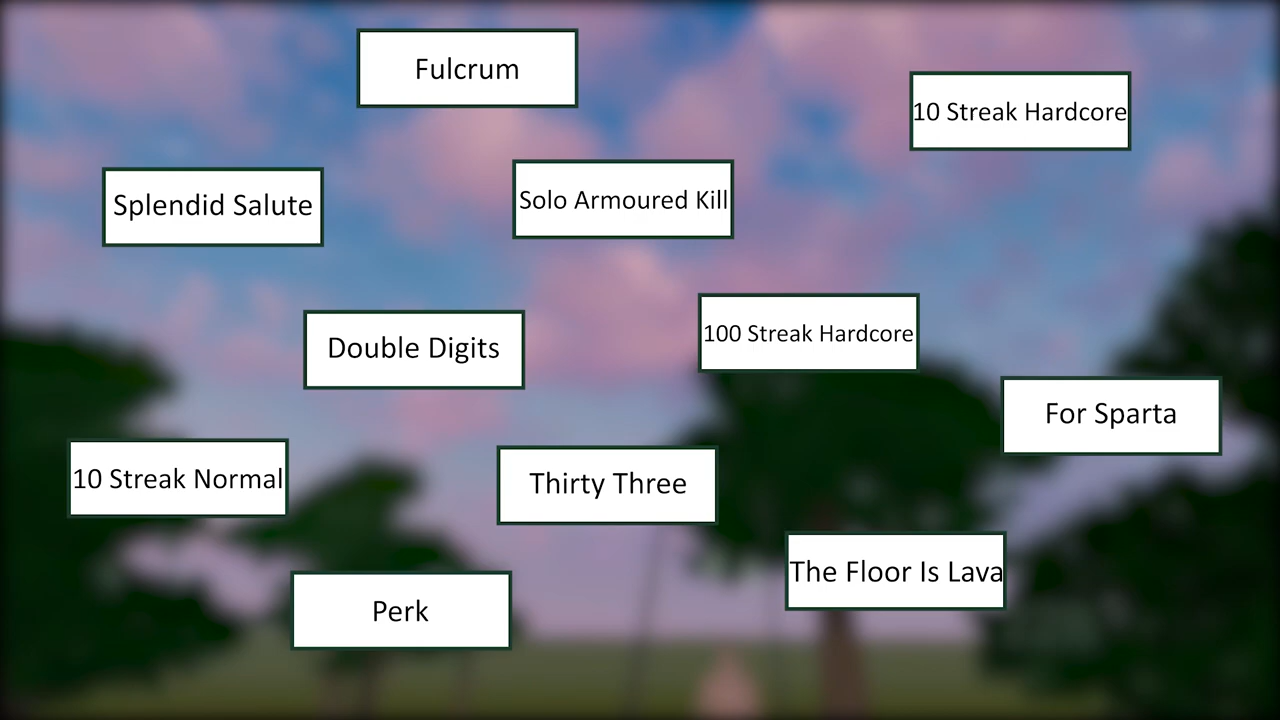 Fulcrum
10 Streak Hardcore
Splendid Salute
Solo Armoured Kill
Double Digits
100 Streak Hardcore
For Sparta
10 Streak Normal
Thirty Three
The Floor Is Lava
Perk